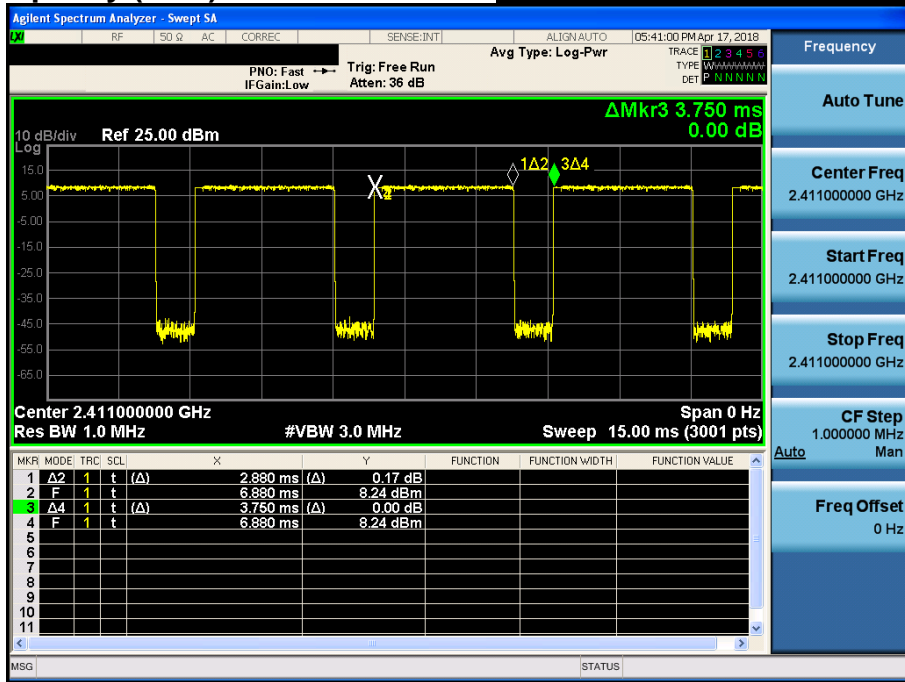 Agilent Spectrum Analyzer - Swept SA
LXI RF 50 Ω AC CORREC SENSE:INT ALIGNAUTO 05:41:00 PM Apr 17, 2018
Avg Type: Log-Pwr TRACE 1 2 3 4 5 6
PNO: Fast Trig: Free Run TYPE W
IFGain:Low Atten: 36 dB DET P N N N N N
ΔMkr3 3.750 ms
0.00 dB
10 dB/div Ref 25.00 dBm
Log
15.0
5.00
-5.00
-15.0
-25.0
-35.0
-45.0
-55.0
-65.0
1Δ2 3Δ4
X
Center 2.411000000 GHz Span 0 Hz
Res BW 1.0 MHz #VBW 3.0 MHz Sweep 15.00 ms (3001 pts)
MKR MODE TRC SCL X Y FUNCTION FUNCTION WIDTH FUNCTION VALUE
1 Δ2 1 t (Δ) 2.880 ms (Δ) 0.17 dB
2 F 1 t 6.880 ms 8.24 dBm
3 Δ4 1 t (Δ) 3.750 ms (Δ) 0.00 dB
4 F 1 t 6.880 ms 8.24 dBm
5
6
7
8
9
10
11
MSG STATUS
Frequency
Auto Tune
Center Freq
2.411000000 GHz
Start Freq
2.411000000 GHz
Stop Freq
2.411000000 GHz
CF Step
1.000000 MHz
Auto Man
Freq Offset
0 Hz